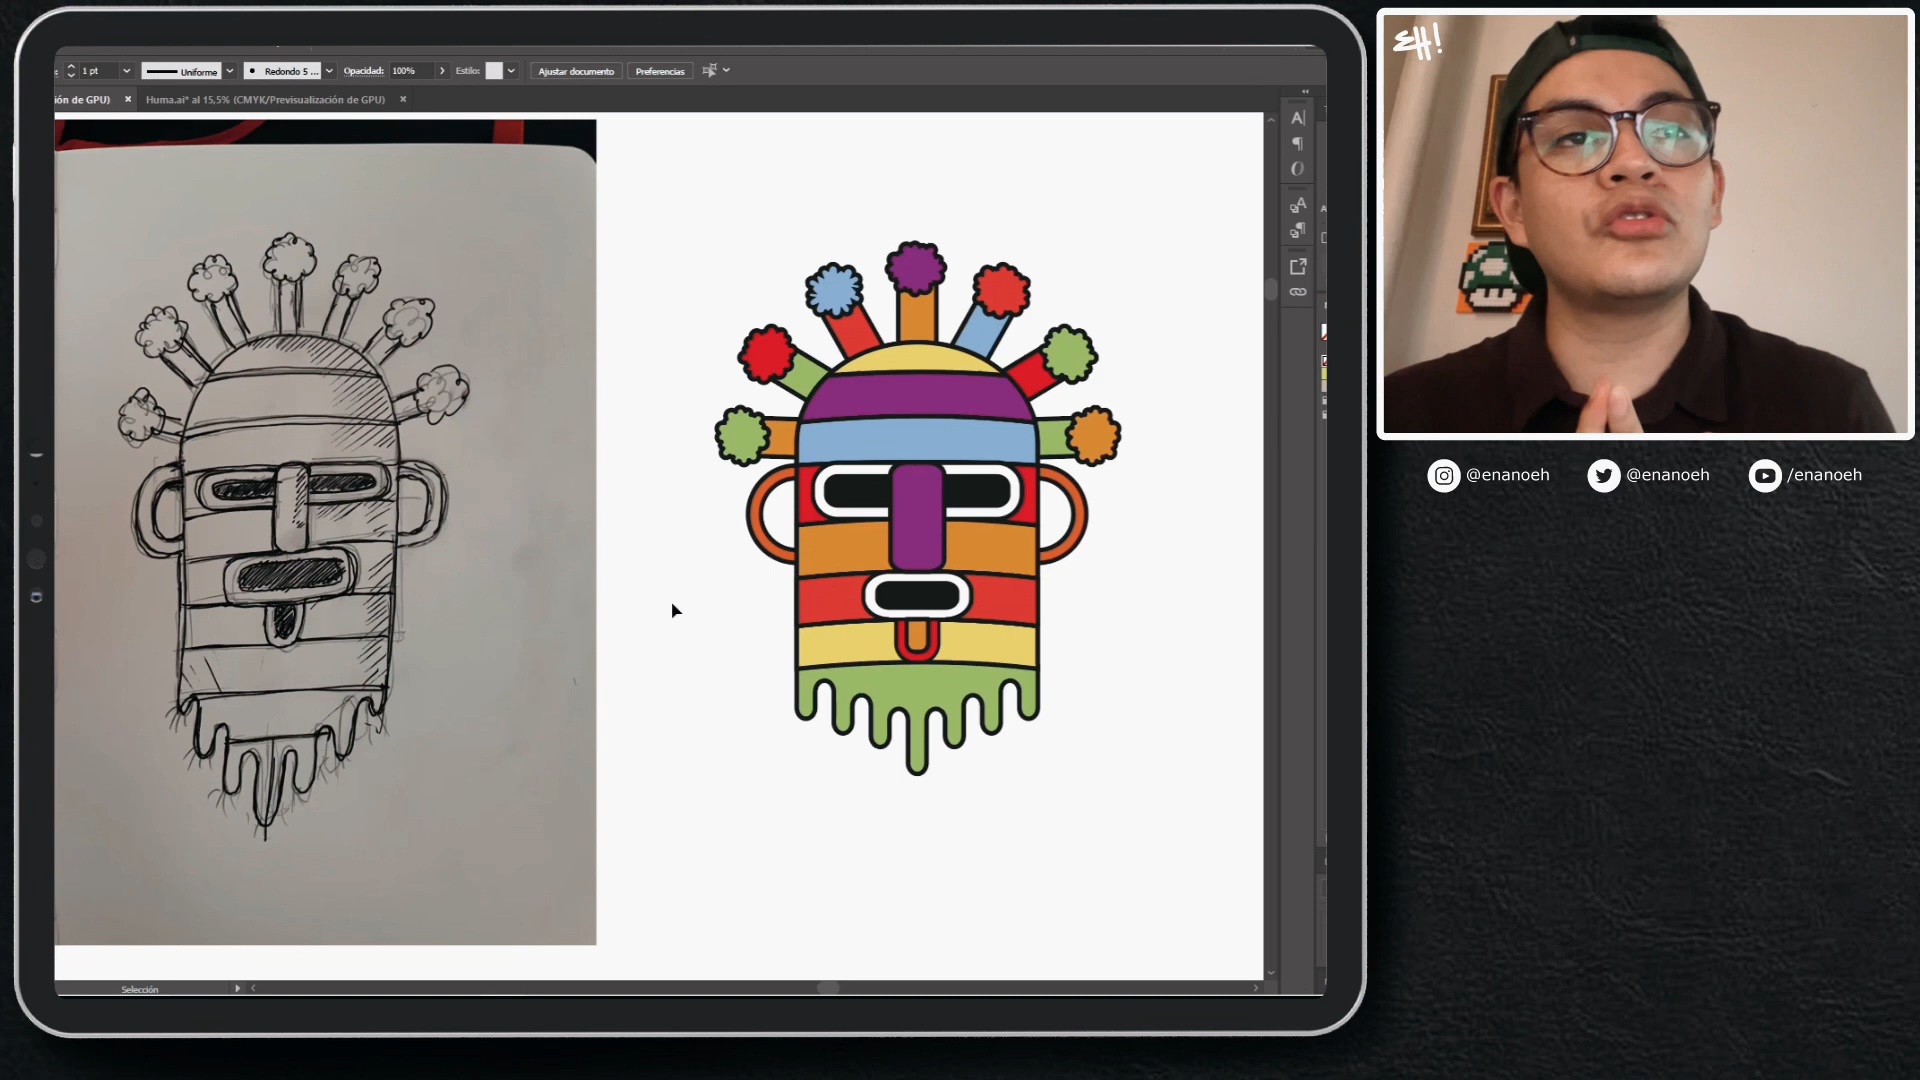 1 pt Uniforme Redondo 5 ... Opacidad: 100% Estilo: Ajustar documento Preferencias
ión de GPU) × Huma.ai* al 15,5% (CMYK/Previsualización de GPU) ×
Selección
EH!
@enanoeh @enanoeh /enanoeh